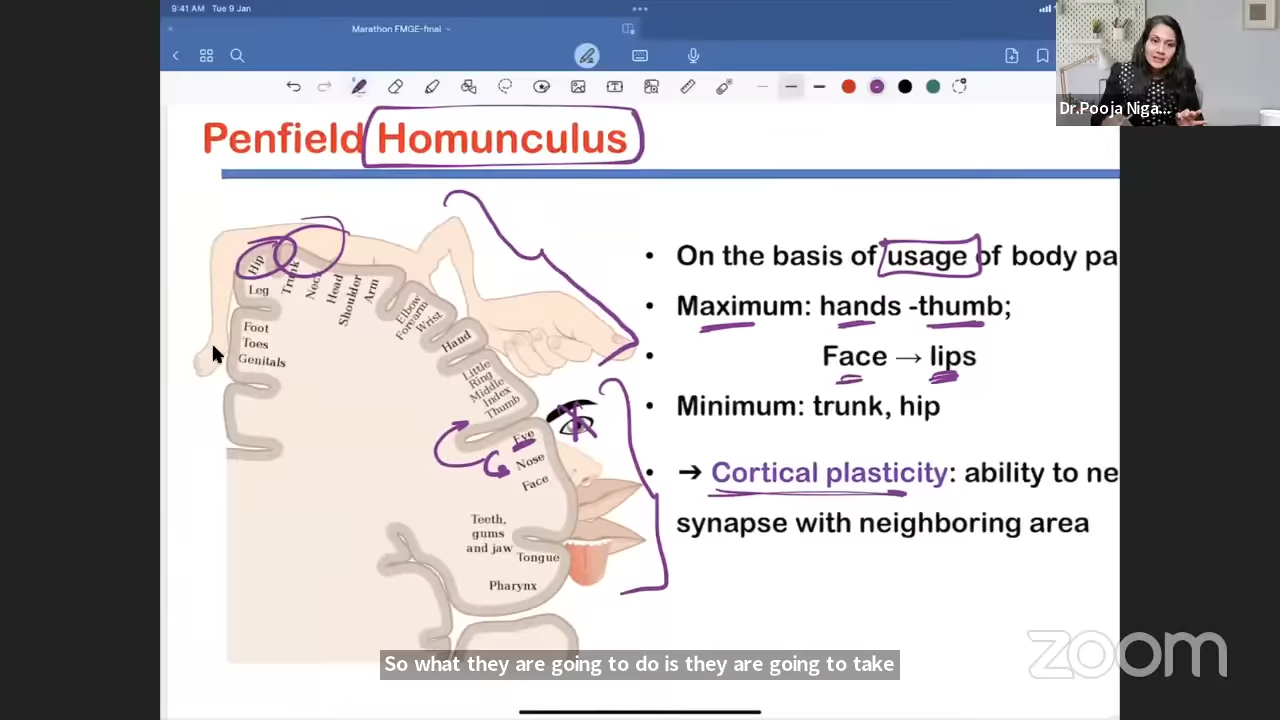 9:41 AM Tue 9 Jan
Marathon FMGE-final
Dr.Pooja Niga...
Penfield Homunculus
Hip
Trunk
Neck
Head
Shoulder
Arm
Elbow
Forearm
Wrist
Hand
Little
Ring
Middle
Index
Thumb
Eye
Nose
Face
Teeth,
gums
and jaw
Tongue
Pharynx
Leg
Foot
Toes
Genitals
• On the basis of usage of body pa
• Maximum: hands -thumb;
• Face → lips
• Minimum: trunk, hip
• ➔ Cortical plasticity: ability to ne
synapse with neighboring area
zoom
So what they are going to do is they are going to take